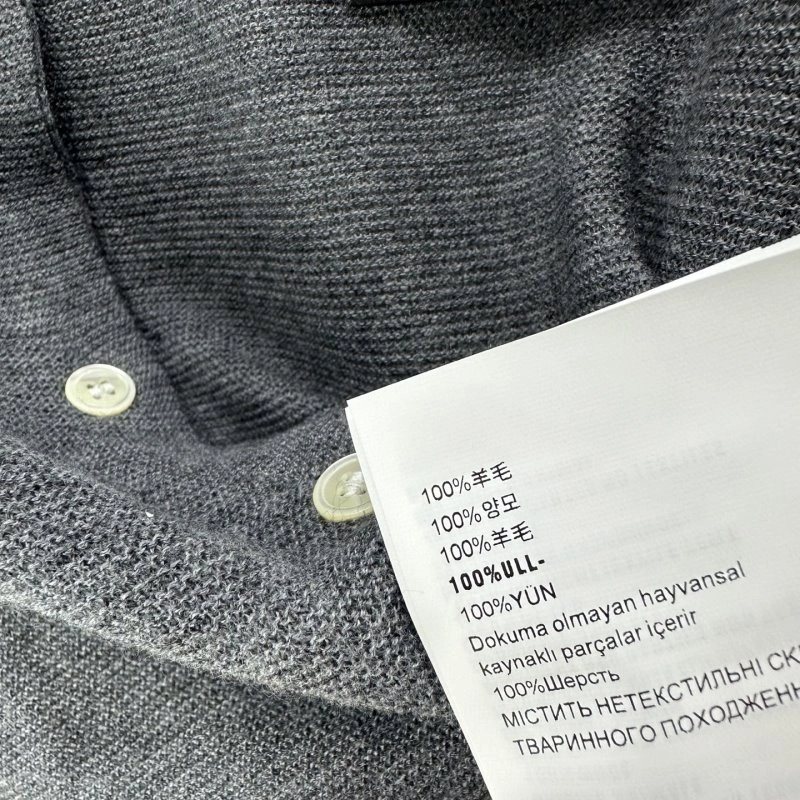 100%羊毛
100%양모
100%羊毛
100%ULL-
100%YÜN
Dokuma olmayan hayvansal
kaynaklı parçalar içerir
100%Шерсть
МІСТИТЬ НЕТЕКСТИЛЬНІ
ТВАРИННОГО